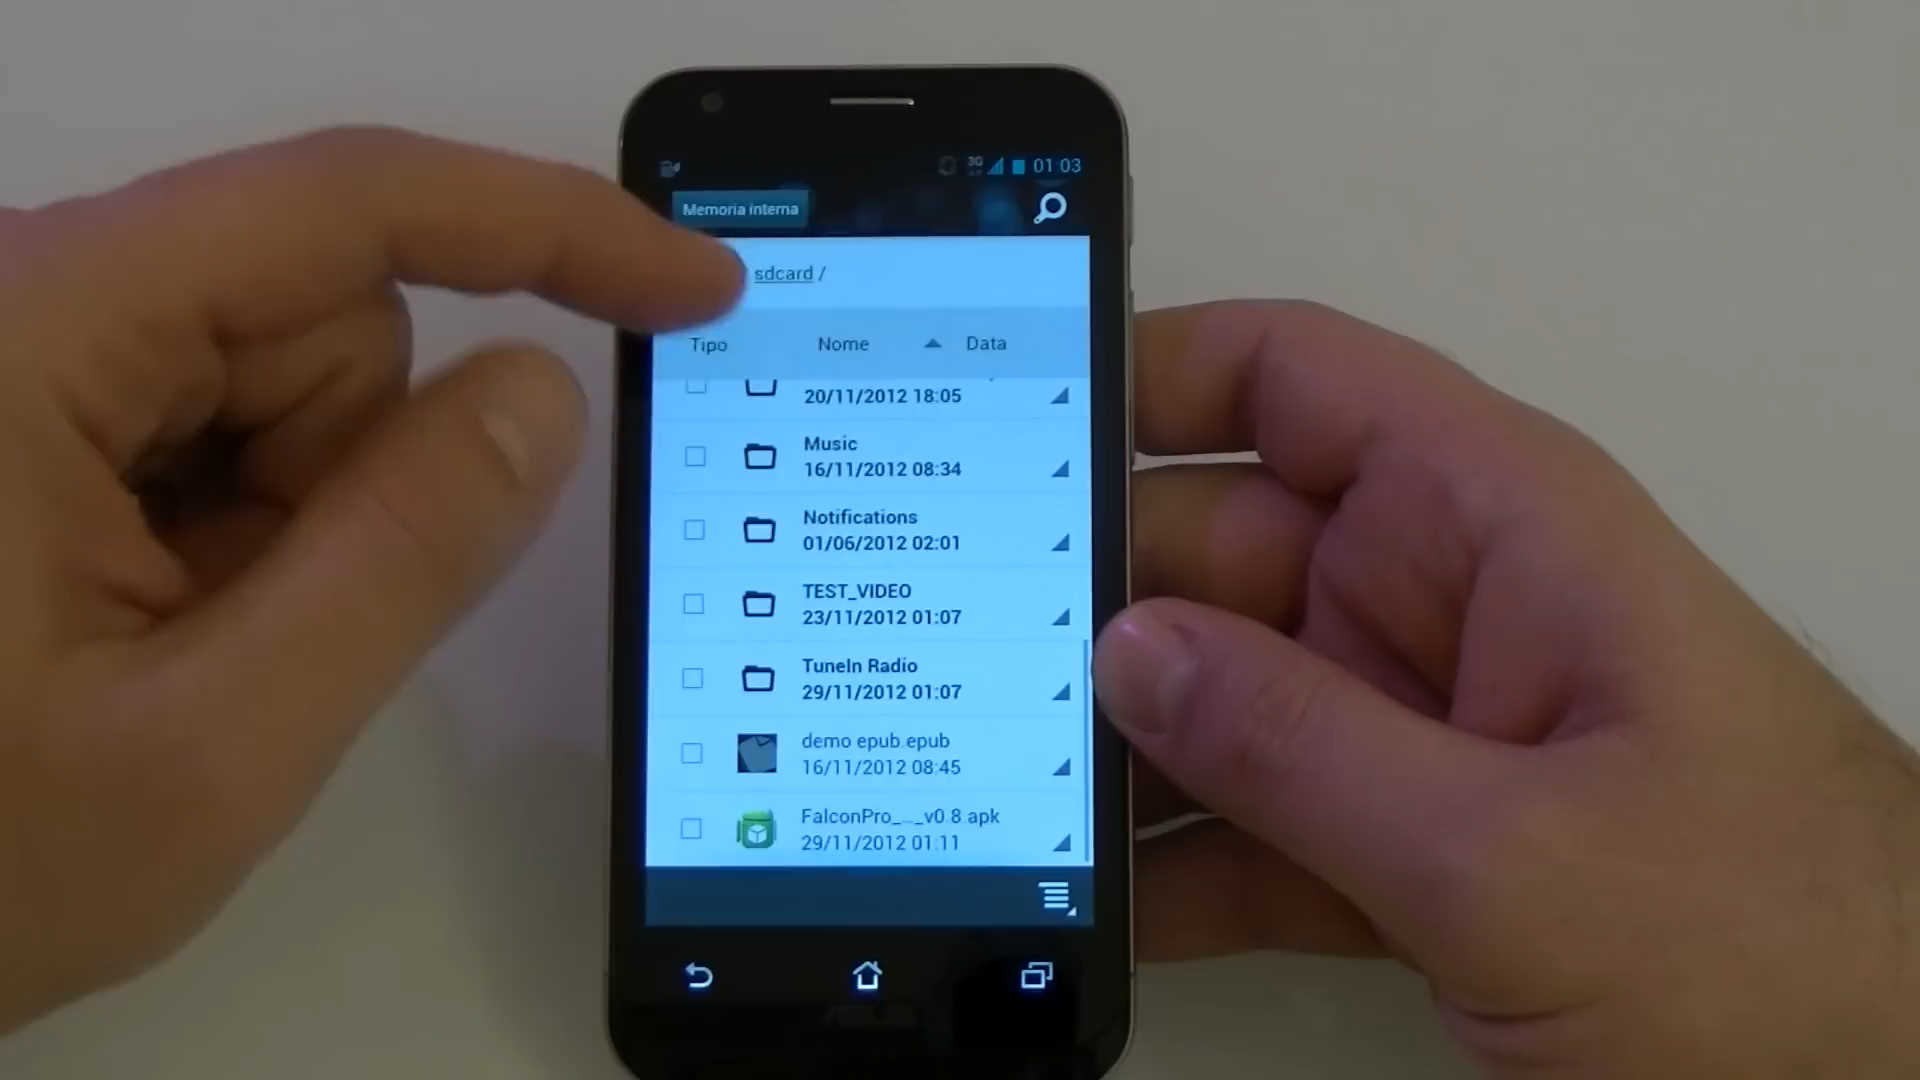 3G 01:03
Memoria interna
sdcard /
Tipo Nome Data
20/11/2012 18:05
Music
16/11/2012 08:34
Notifications
01/06/2012 02:01
TEST_VIDEO
23/11/2012 01:07
TuneIn Radio
29/11/2012 01:07
demo epub.epub
16/11/2012 08:45
FalconPro_..._v0.8.apk
29/11/2012 01:11
ASUS